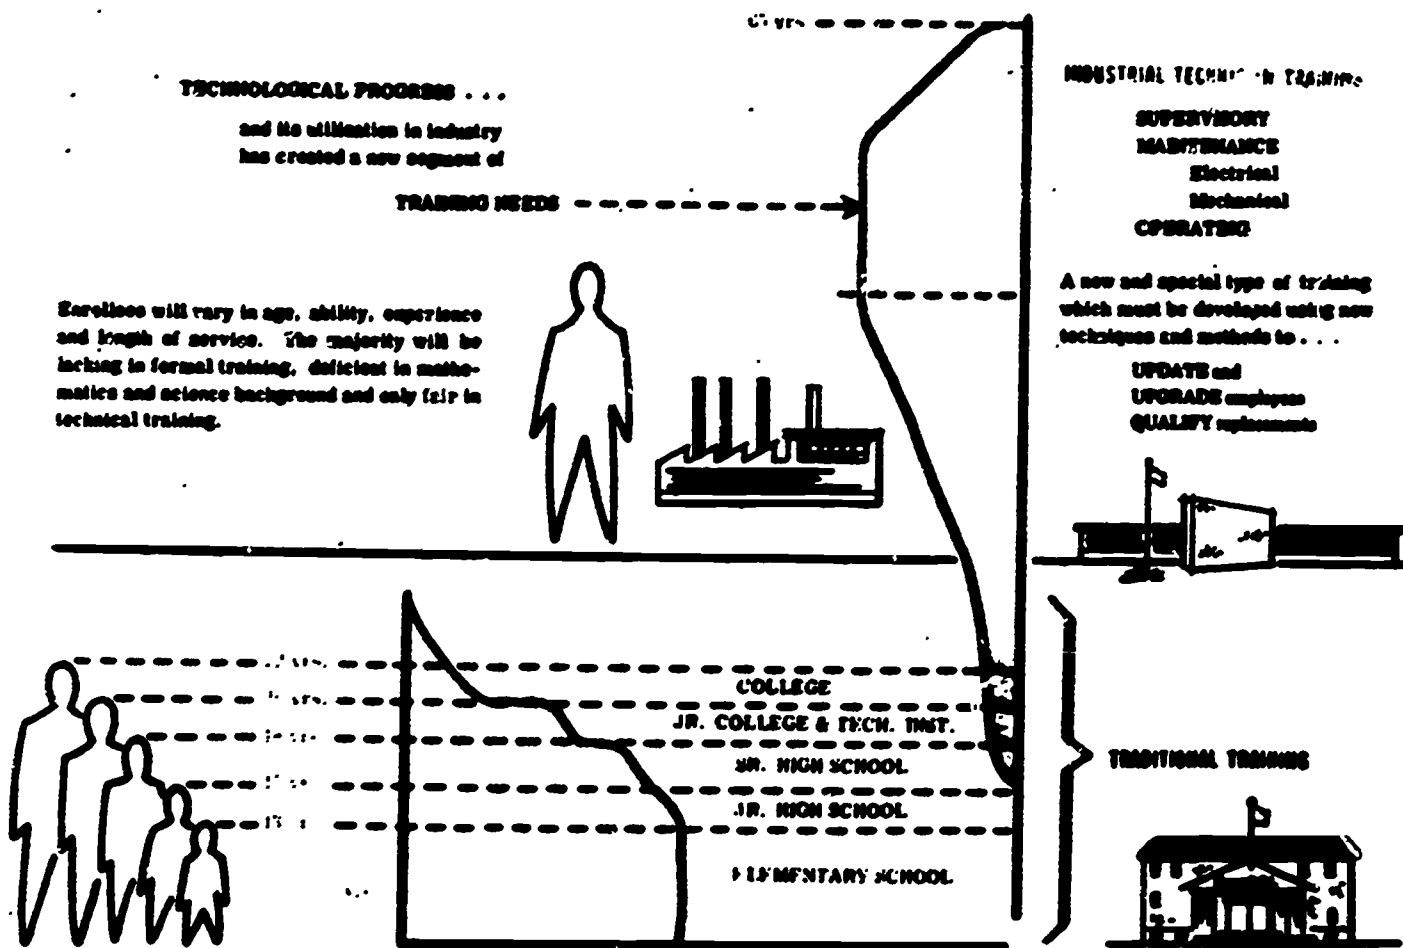 TECHNOLOGICAL PROGRESS . . .
and its utilization in industry
has created a new segment of
TRAINING NEEDS
Enrollees will vary in age, ability, experience
and length of service. The majority will be
lacking in formal training, deficient in mathe-
matics and science background and only fair in
technical training.
INDUSTRIAL TRAINING
SUPERVISORY
MAINTENANCE
Electrical
Mechanical
OPERATING
A new and special type of training
which must be developed using new
techniques and methods to . . .
UPDATE and
UPGRADE employees
QUALIFY replacements
COLLEGE
JR. COLLEGE & TECH. INST.
SR. HIGH SCHOOL
JR. HIGH SCHOOL
ELEMENTARY SCHOOL
TRADITIONAL TRAINING